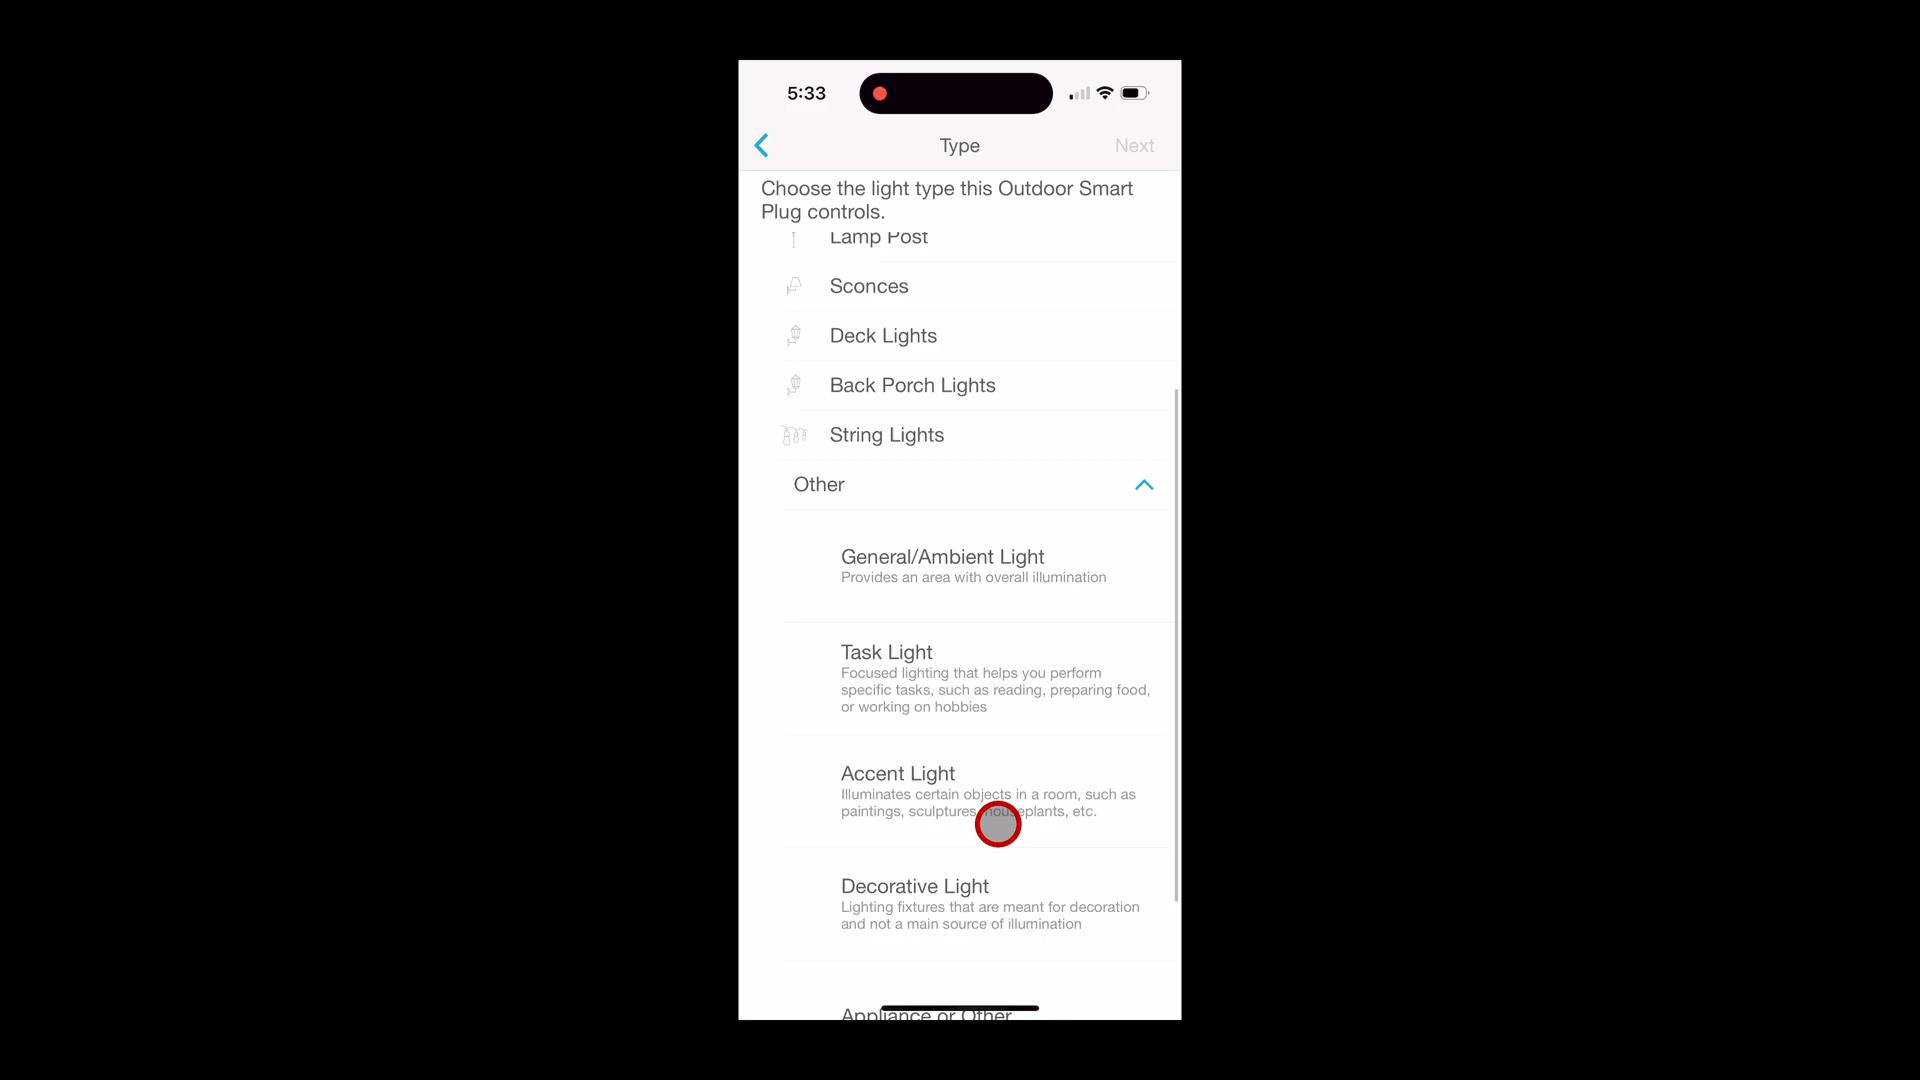 5:33
Type
Next
Choose the light type this Outdoor Smart
Plug controls.
Lamp Post
Sconces
Deck Lights
Back Porch Lights
String Lights
Other
General/Ambient Light
Provides an area with overall illumination
Task Light
Focused lighting that helps you perform
specific tasks, such as reading, preparing food,
or working on hobbies
Accent Light
Illuminates certain objects in a room, such as
paintings, sculptures, houseplants, etc.
Decorative Light
Lighting fixtures that are meant for decoration
and not a main source of illumination
Appliance or Other